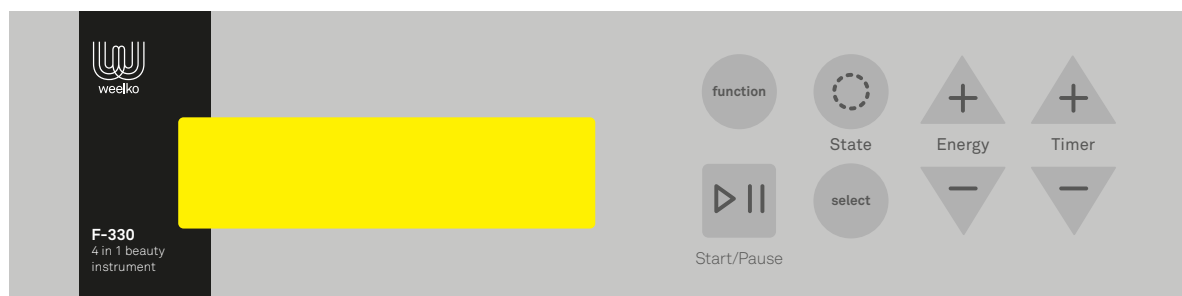 weelko
F-330
4 in 1 beauty
instrument
function
State
Energy
Timer
select
Start/Pause